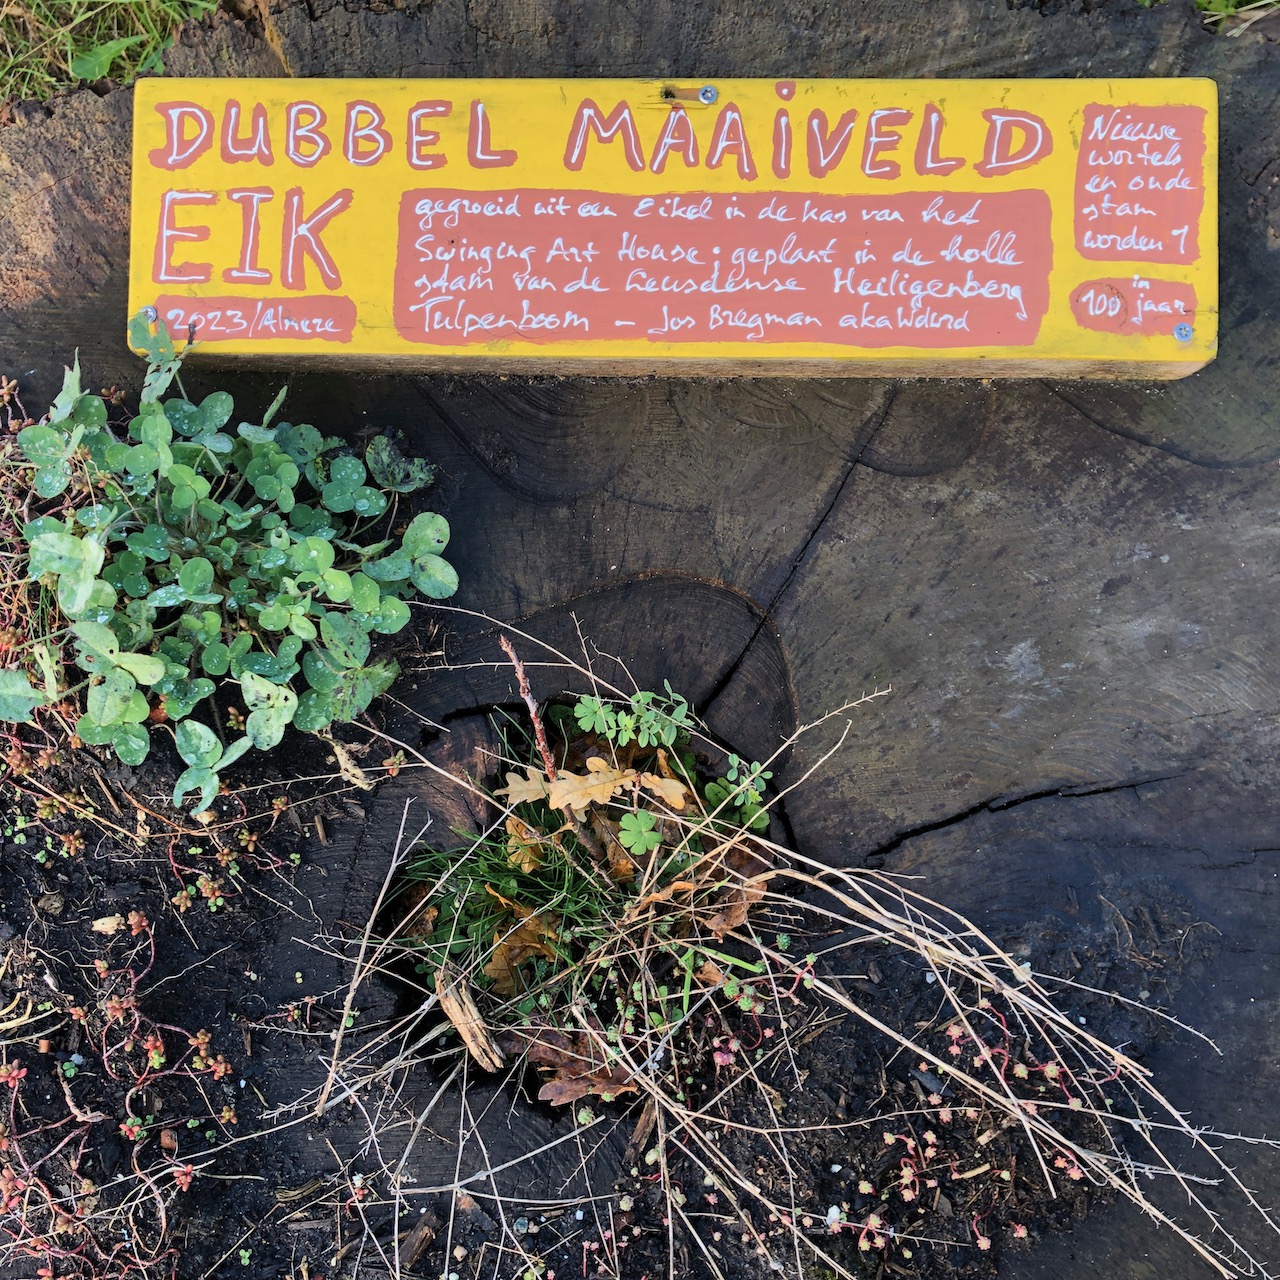 DUBBEL MAAIVELD
EIK
2023/Almere
gegroeid uit een Eikel in de kas van het
Swinging Art House: geplant in de holle
stam van de Leusdense Heiligenberg
Tulpenboom – Jos Bregman aka Wdord
Nieuwe
wortels
en oude
stam
worden 1
in
100 jaar